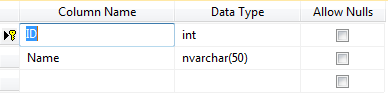 Column Name Data Type Allow Nulls
ID int
Name nvarchar(50)